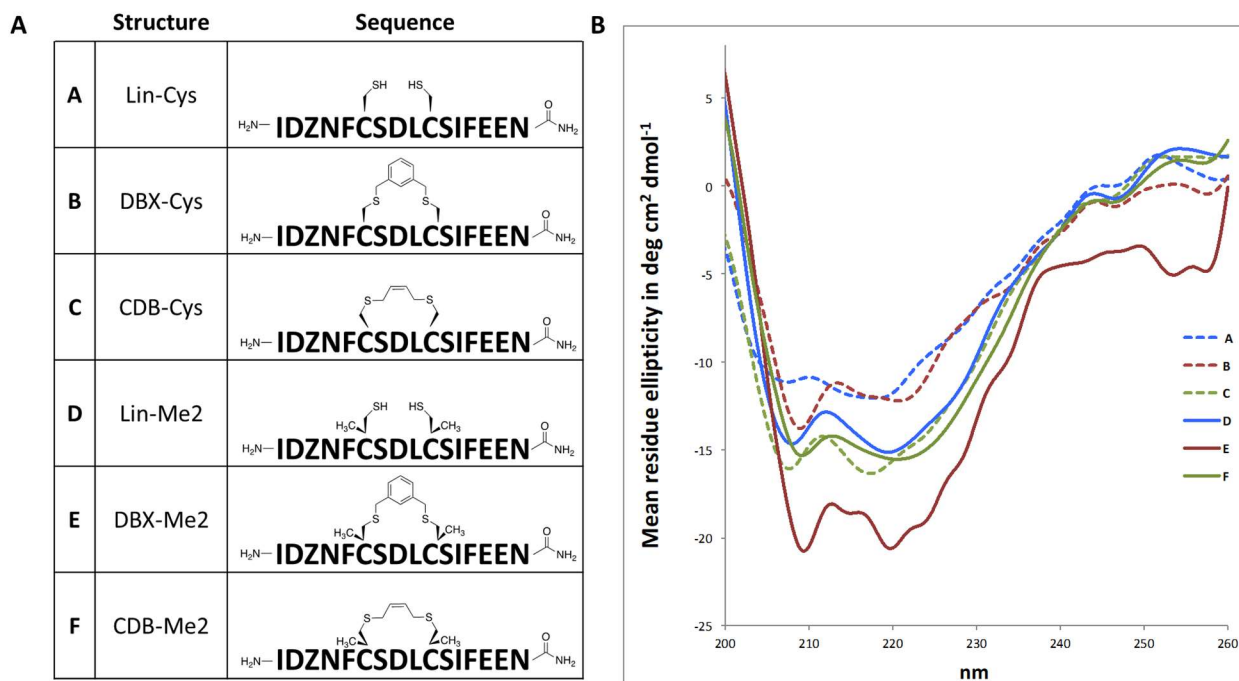 A
Structure Sequence
A Lin-Cys
SH HS
H₂N— IDZNFCSDLCSIFEEN O NH₂
B DBX-Cys
S S
H₂N— IDZNFCSDLCSIFEEN O NH₂
C CDB-Cys
S S
H₂N— IDZNFCSDLCSIFEEN O NH₂
D Lin-Me2
SH HS
H₃C CH₃
H₂N— IDZNFCSDLCSIFEEN O NH₂
E DBX-Me2
S S
H₃C CH₃
H₂N— IDZNFCSDLCSIFEEN O NH₂
F CDB-Me2
S S
H₃C CH₃
H₂N— IDZNFCSDLCSIFEEN O NH₂
B
Mean residue ellipticity in deg cm² dmol⁻¹
5
0
-5
-10
-15
-20
-25
200 210 220 230 240 250 260
nm
A
B
C
D
E
F